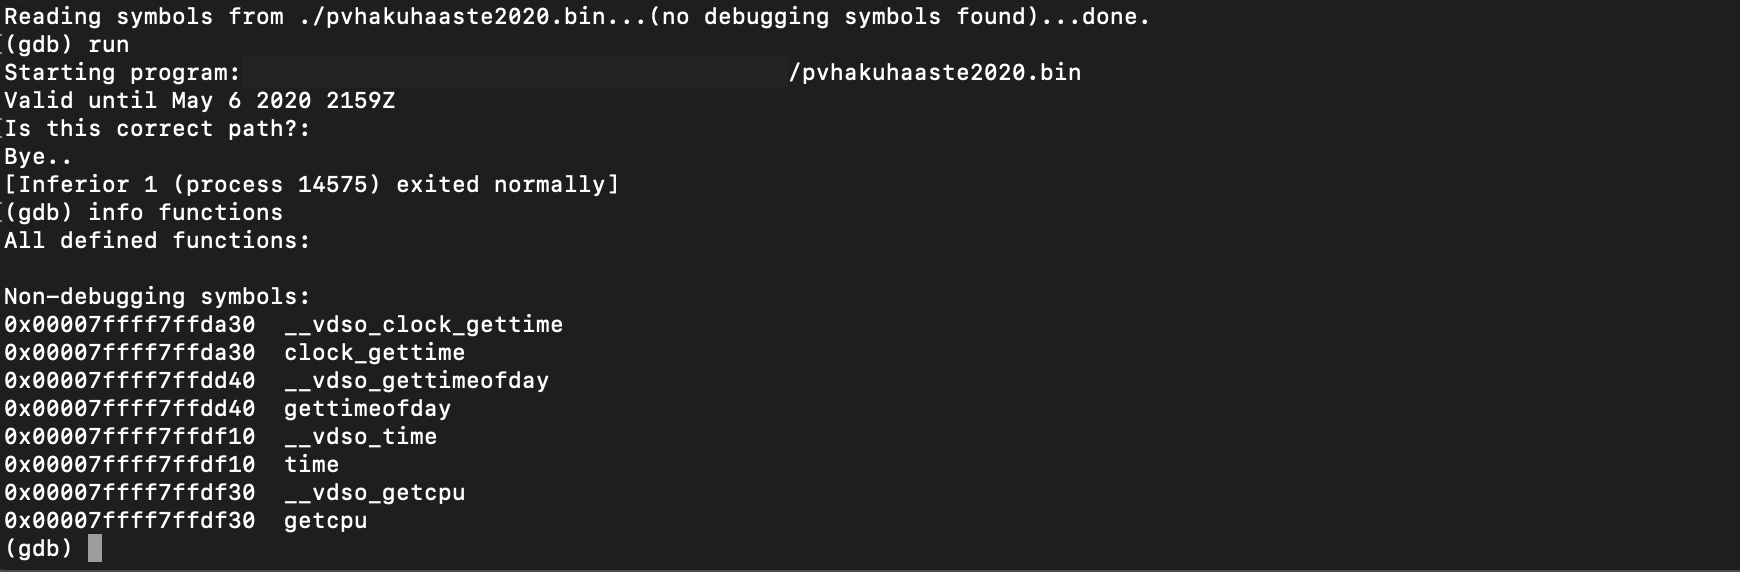 Reading symbols from ./pvhakuhaaste2020.bin...(no debugging symbols found)...done.
(gdb) run
Starting program: /pvhakuhaaste2020.bin
Valid until May 6 2020 2159Z
Is this correct path?:
Bye..
[Inferior 1 (process 14575) exited normally]
(gdb) info functions
All defined functions:
Non-debugging symbols:
0x00007ffff7ffda30  __vdso_clock_gettime
0x00007ffff7ffda30  clock_gettime
0x00007ffff7ffdd40  __vdso_gettimeofday
0x00007ffff7ffdd40  gettimeofday
0x00007ffff7ffdf10  __vdso_time
0x00007ffff7ffdf10  time
0x00007ffff7ffdf30  __vdso_getcpu
0x00007ffff7ffdf30  getcpu
(gdb)